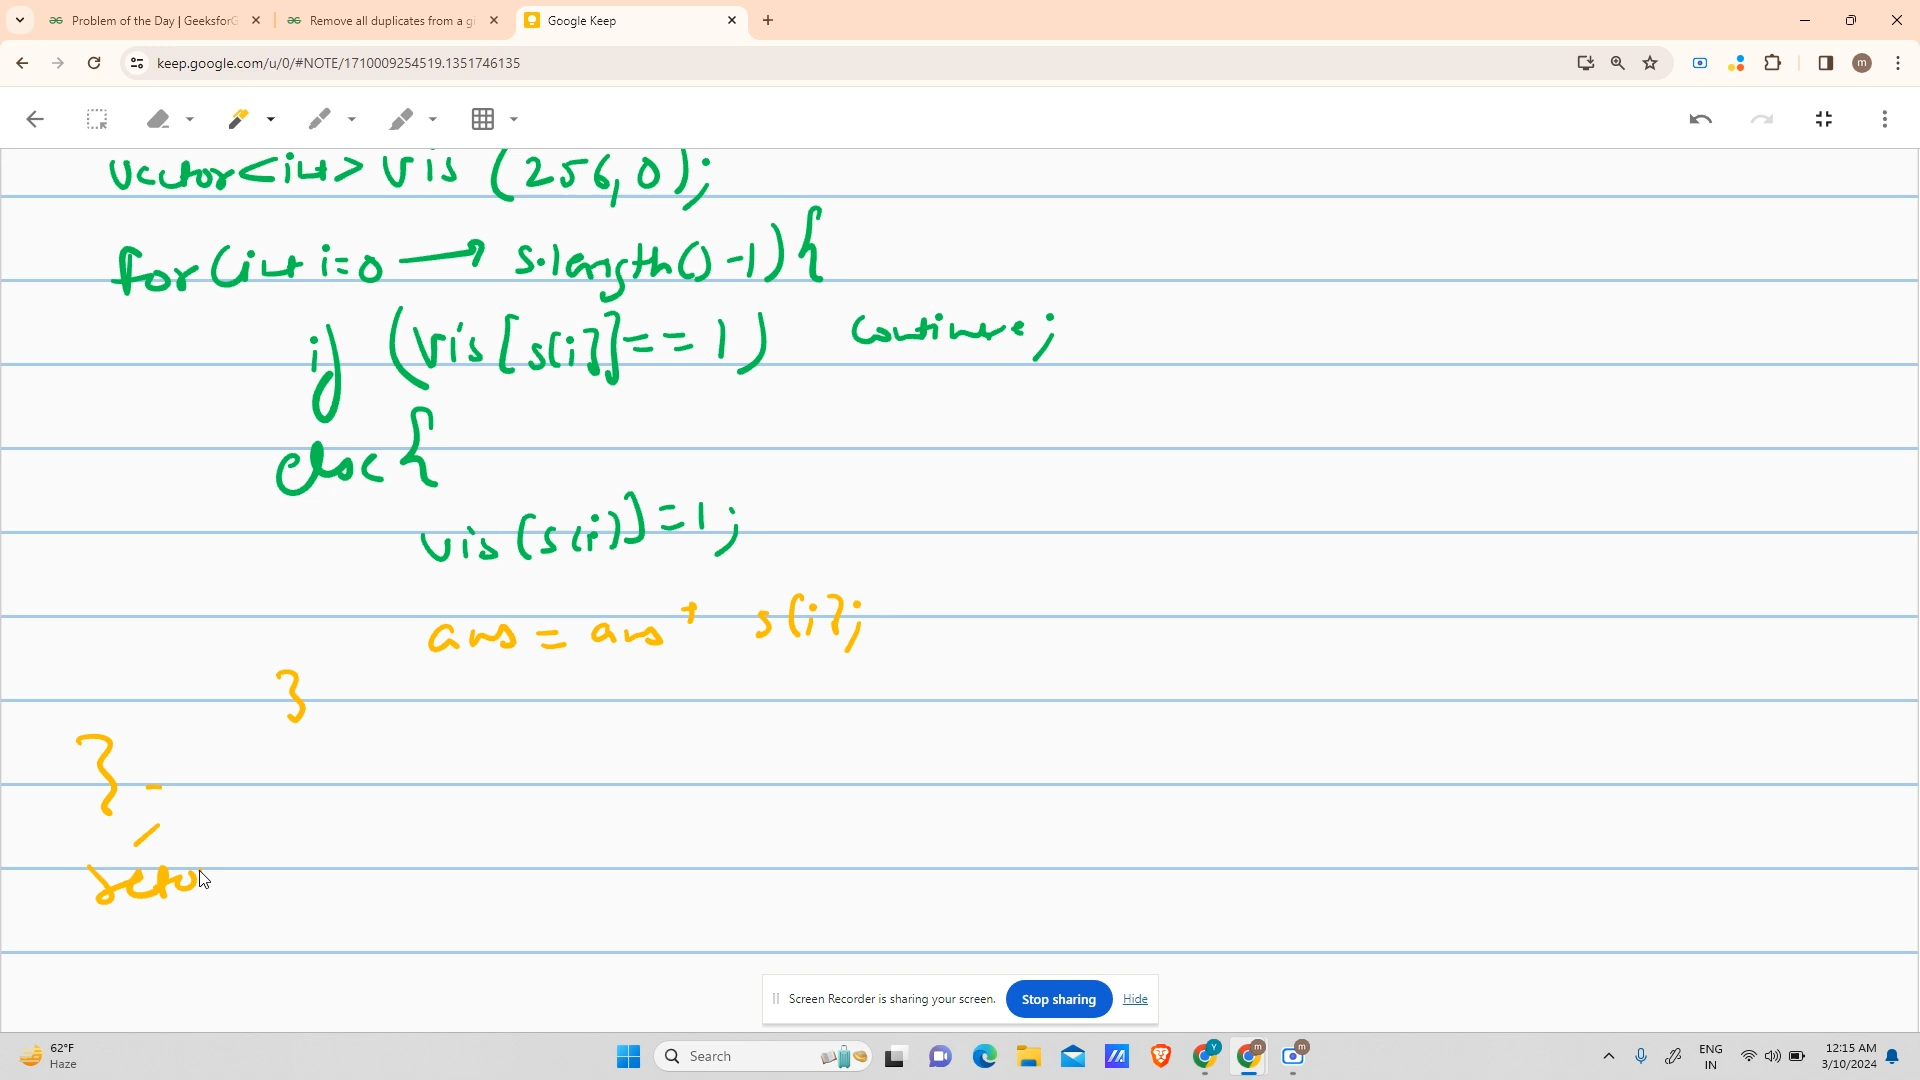 Problem of the Day | GeeksforG
Remove all duplicates from a gi
Google Keep
keep.google.com/u/0/#NOTE/1710009254519.1351746135
m
vector<int> vis (256,0);
for(int i=0 → s.length()-1){
if (vis[s[i]]==1) continue;
else{
vis[s[i]]=1;
ans = ans + s[i];
}
}
retu
Screen Recorder is sharing your screen.
Stop sharing
Hide
62°F
Haze
Search
Y
m
m
ENG
IN
12:15 AM
3/10/2024